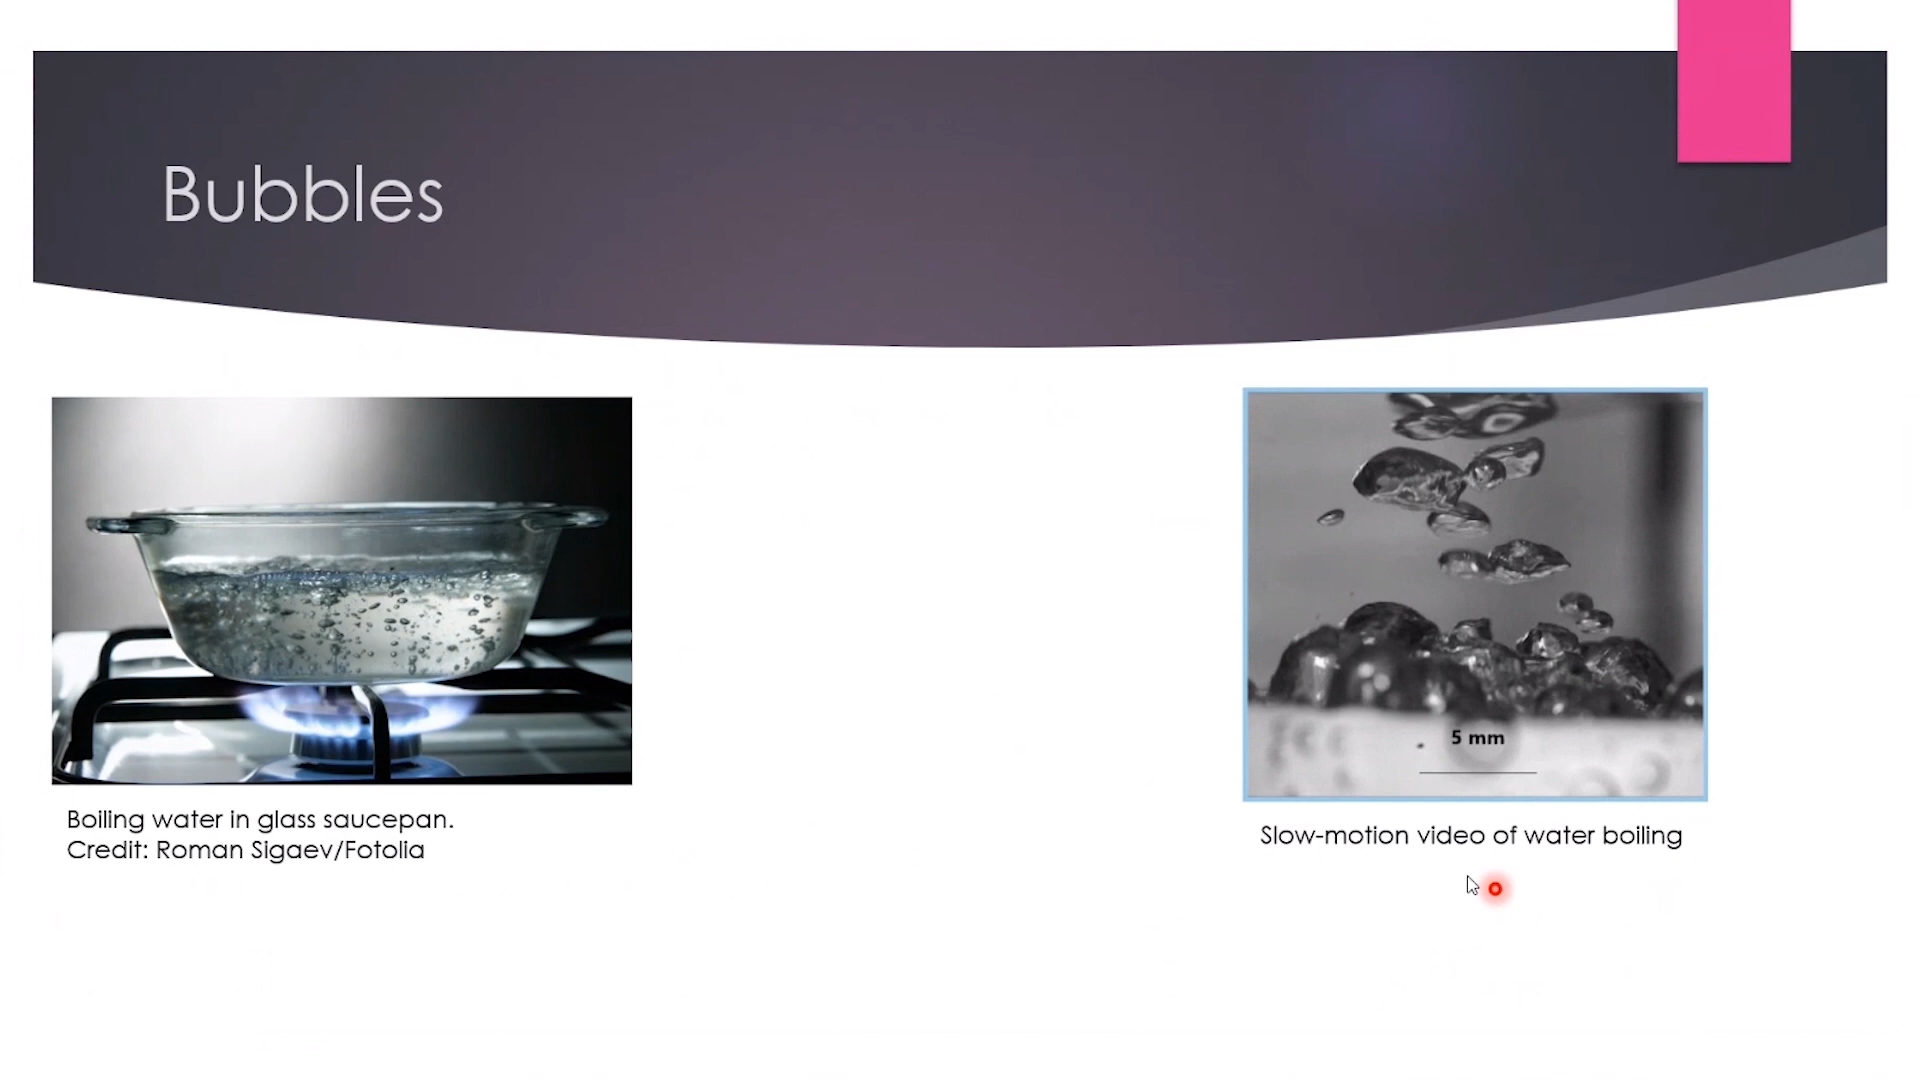 Bubbles
Boiling water in glass saucepan.
Credit: Roman Sigaev/Fotolia
5 mm
Slow-motion video of water boiling